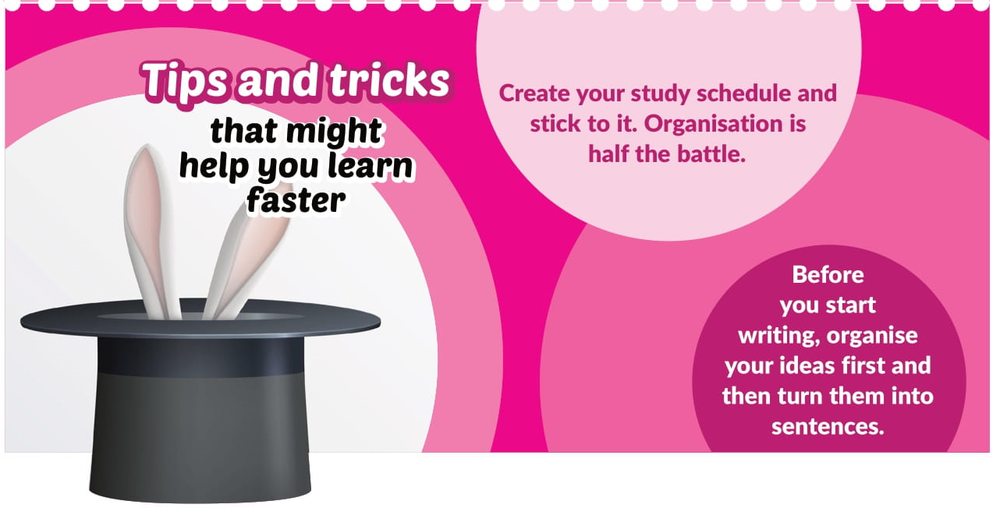 Tips and tricks
that might
help you learn
faster
Create your study schedule and
stick to it. Organisation is
half the battle.
Before
you start
writing, organise
your ideas first and
then turn them into
sentences.